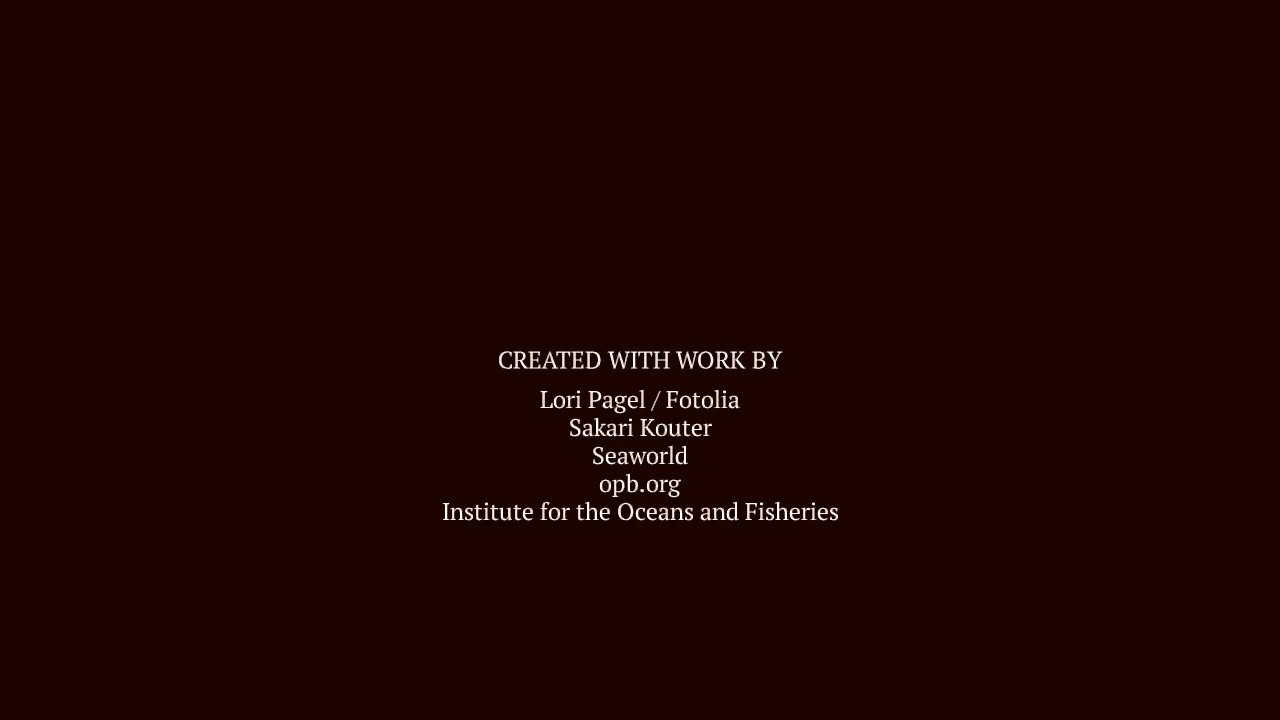 CREATED WITH WORK BY
Lori Pagel / Fotolia
Sakari Kouter
Seaworld
opb.org
Institute for the Oceans and Fisheries